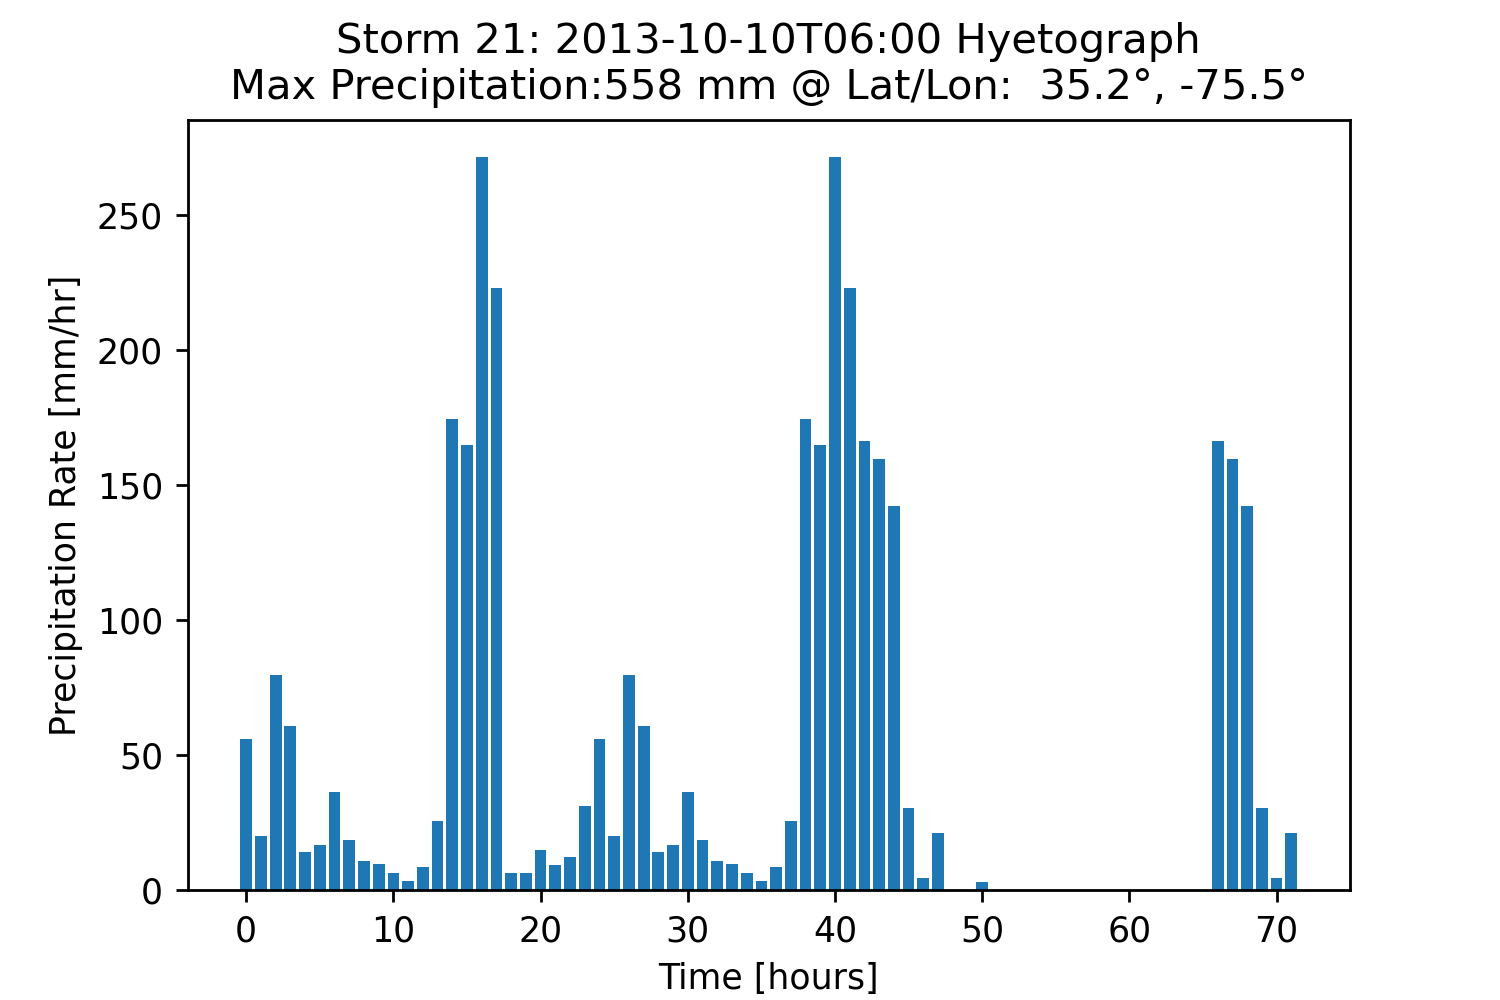 Storm 21: 2013-10-10T06:00 Hyetograph
Max Precipitation:558 mm @ Lat/Lon:  35.2°, -75.5°
Precipitation Rate [mm/hr]
250
200
150
100
50
0
0 10 20 30 40 50 60 70
Time [hours]